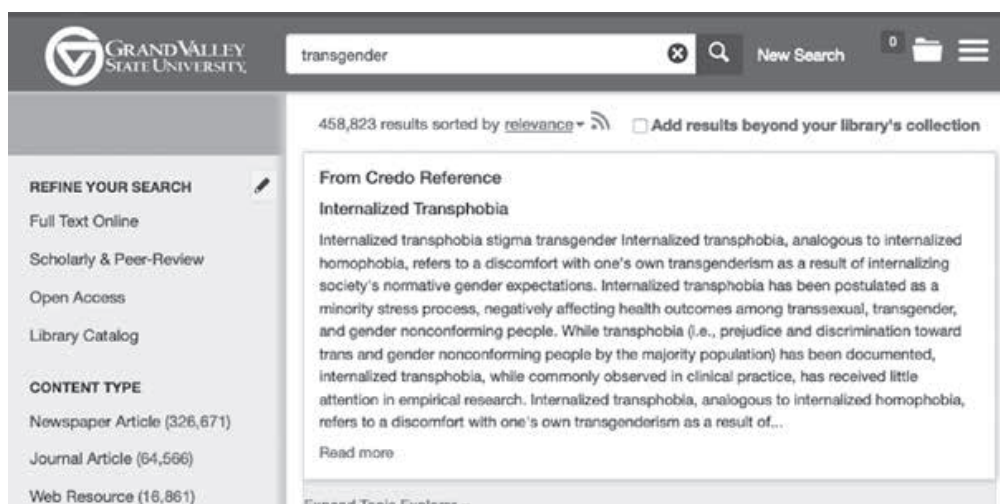 GRAND VALLEY
STATE UNIVERSITY
transgender
New Search
0
458,823 results sorted by relevance
Add results beyond your library's collection
REFINE YOUR SEARCH
Full Text Online
Scholarly & Peer-Review
Open Access
Library Catalog
CONTENT TYPE
Newspaper Article (326,671)
Journal Article (64,566)
Web Resource (16,861)
From Credo Reference
Internalized Transphobia
Internalized transphobia stigma transgender Internalized transphobia, analogous to internalized
homophobia, refers to a discomfort with one's own transgenderism as a result of internalizing
society's normative gender expectations. Internalized transphobia has been postulated as a
minority stress process, negatively affecting health outcomes among transsexual, transgender,
and gender nonconforming people. While transphobia (i.e., prejudice and discrimination toward
trans and gender nonconforming people by the majority population) has been documented,
internalized transphobia, while commonly observed in clinical practice, has received little
attention in empirical research. Internalized transphobia, analogous to internalized homophobia,
refers to a discomfort with one's own transgenderism as a result of...
Read more